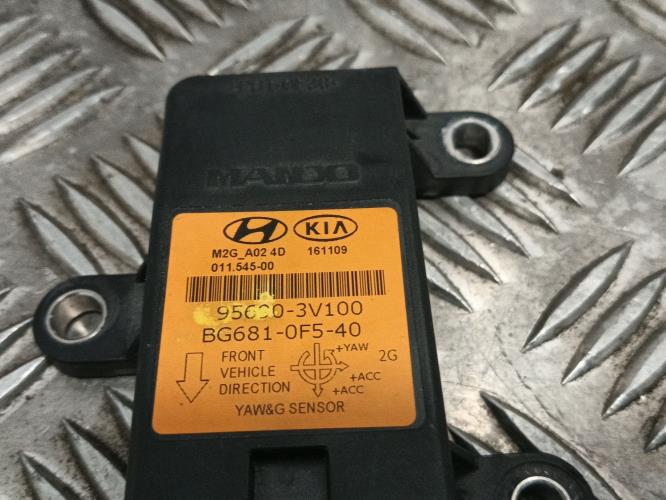 MANDO
HYUNDAI KIA
M2G_A02 4D 161109
011.545-00
-3V100
BG681-0F5-40
FRONT
VEHICLE
DIRECTION
+YAW 2G
+ACC
+ACC
YAW&G SENSOR